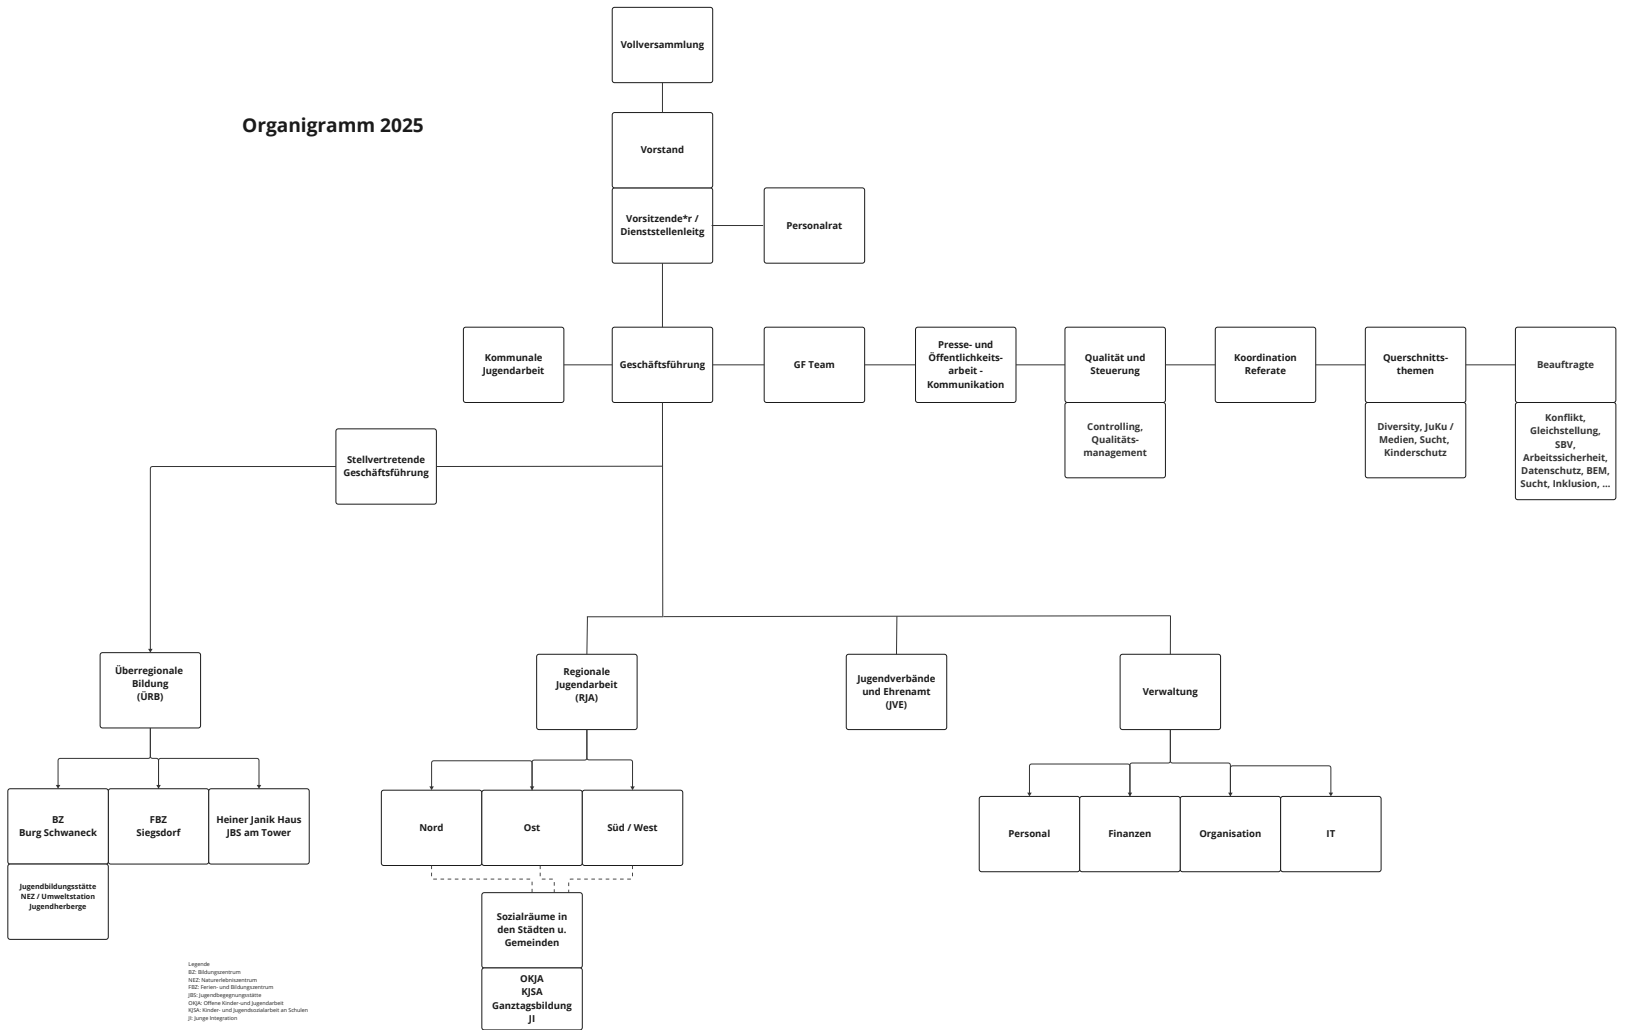 Vollversammlung
Organigramm 2025
Vorstand
Vorsitzende*r /
Dienststellenleitg
Personalrat
Kommunale
Jugendarbeit
Geschäftsführung
GF Team
Presse- und
Öffentlichkeits-
arbeit -
Kommunikation
Qualität und
Steuerung
Koordination
Referate
Querschnitts-
themen
Beauftragte
Controlling,
Qualitäts-
management
Diversity, JuKu /
Medien, Sucht,
Kinderschutz
Konflikt,
Gleichstellung,
SBV,
Arbeitssicherheit,
Datenschutz, BEM,
Sucht, Inklusion, ...
Stellvertretende
Geschäftsführung
Überregionale
Bildung
(ÜRB)
Regionale
Jugendarbeit
(RJA)
Jugendverbände
und Ehrenamt
(JVE)
Verwaltung
BZ
Burg Schwaneck
FBZ
Siegsdorf
Heiner Janik Haus
JBS am Tower
Nord
Ost
Süd / West
Personal
Finanzen
Organisation
IT
Jugendbildungsstätte
NEZ / Umweltstation
Jugendherberge
Sozialräume in
den Städten u.
Gemeinden
OKJA
KJSA
Ganztagsbildung
JI
Legende
BZ: Bildungszentrum
NEZ: Naturerlebniszentrum
FBZ: Ferien- und Bildungszentrum
JBS: Jugendbegegnungsstätte
OKJA: Offene Kinder-und Jugendarbeit
KJSA: Kinder- und Jugendsozialarbeit an Schulen
JI: Junge Integration